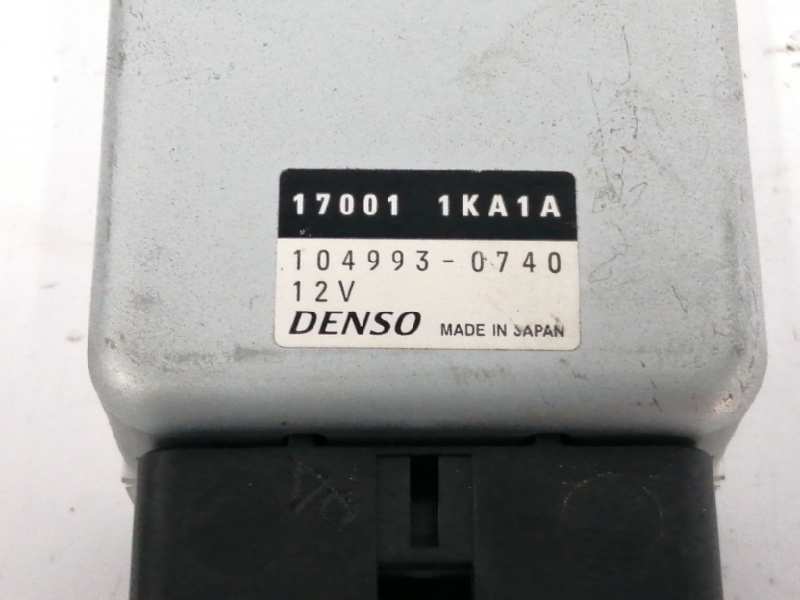 17001 1KA1A
104993-0740
12V
DENSO MADE IN JAPAN